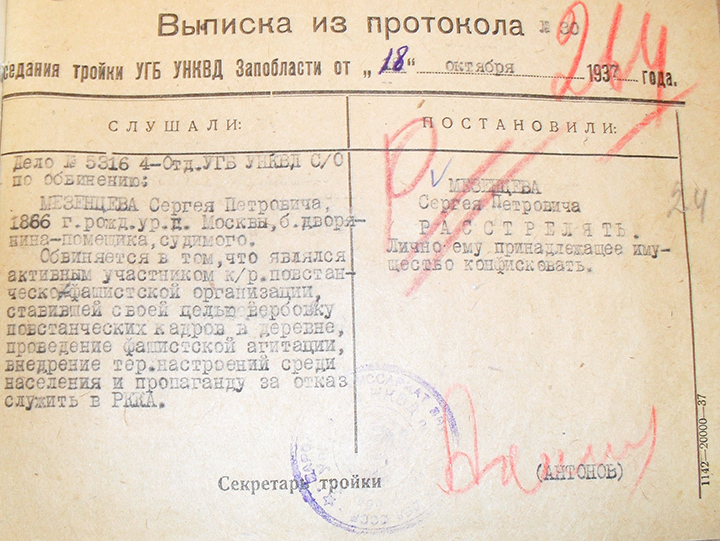 Выписка из протокола № 30
седания тройки УГБ УНКВД Запобласти от „18" октября 1937 года.
264
СЛУШАЛИ:
Дело № 5316 4-Отд.УГБ УНКВД С/О
по обвинению:
МЕЗЕНЦЕВА Сергея Петровича,
1866 г.рожд.ур.г. Москвы,б.дворя-
нина-помещика,судимого.
Обвиняется в том,что являлся
активным участником к/р.повстан-
ческо-фашистской организации,
ставившей своей целью вербовку
повстанческих кадров в деревне,
проведение фашистской агитации,
внедрение тер.настроений среди
населения и пропаганду за отказ
служить в РККА.
ПОСТАНОВИЛИ:
МЕЗЕНЦЕВА
Сергея Петровича
РАССТРЕЛЯТЬ.
Лично ему принадлежащее иму-
щество конфисковать.
24
Р
Секретарь тройки
(АНТОНОВ)
1142—20000—37